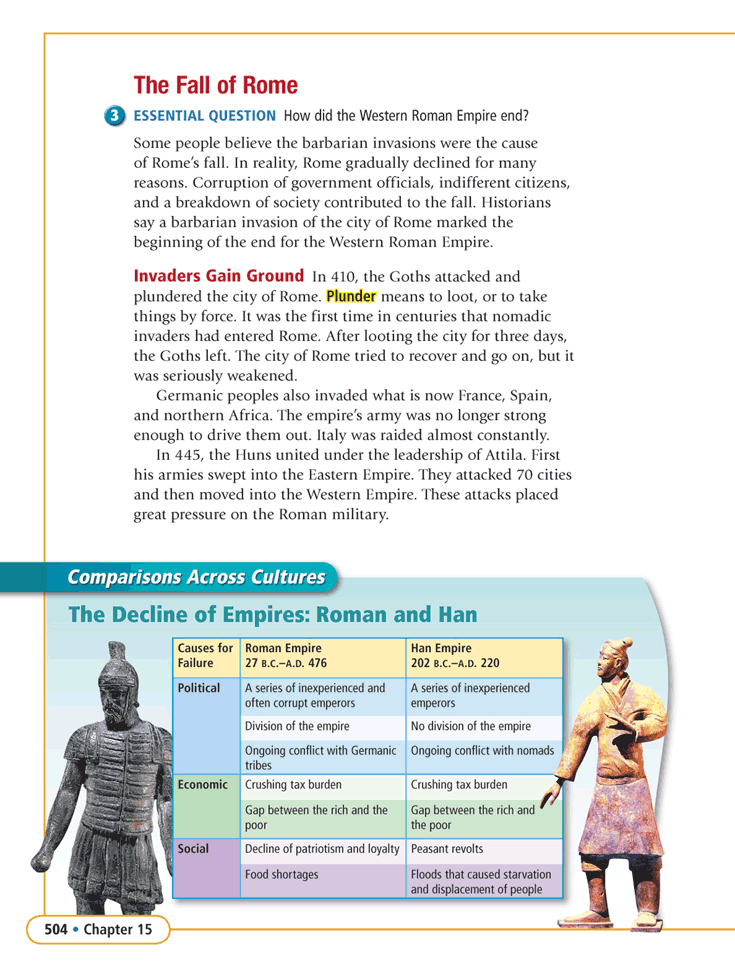 The Fall of Rome
3 ESSENTIAL QUESTION How did the Western Roman Empire end?
Some people believe the barbarian invasions were the cause
of Rome's fall. In reality, Rome gradually declined for many
reasons. Corruption of government officials, indifferent citizens,
and a breakdown of society contributed to the fall. Historians
say a barbarian invasion of the city of Rome marked the
beginning of the end for the Western Roman Empire.
Invaders Gain Ground In 410, the Goths attacked and
plundered the city of Rome. Plunder means to loot, or to take
things by force. It was the first time in centuries that nomadic
invaders had entered Rome. After looting the city for three days,
the Goths left. The city of Rome tried to recover and go on, but it
was seriously weakened.
Germanic peoples also invaded what is now France, Spain,
and northern Africa. The empire's army was no longer strong
enough to drive them out. Italy was raided almost constantly.
In 445, the Huns united under the leadership of Attila. First
his armies swept into the Eastern Empire. They attacked 70 cities
and then moved into the Western Empire. These attacks placed
great pressure on the Roman military.
Comparisons Across Cultures
The Decline of Empires: Roman and Han
Causes for Failure
Roman Empire
27 B.C.–A.D. 476
Han Empire
202 B.C.–A.D. 220
Political
A series of inexperienced and
often corrupt emperors
A series of inexperienced
emperors
Division of the empire
No division of the empire
Ongoing conflict with Germanic
tribes
Ongoing conflict with nomads
Economic
Crushing tax burden
Crushing tax burden
Gap between the rich and the
poor
Gap between the rich and
the poor
Social
Decline of patriotism and loyalty
Peasant revolts
Food shortages
Floods that caused starvation
and displacement of people
504 • Chapter 15